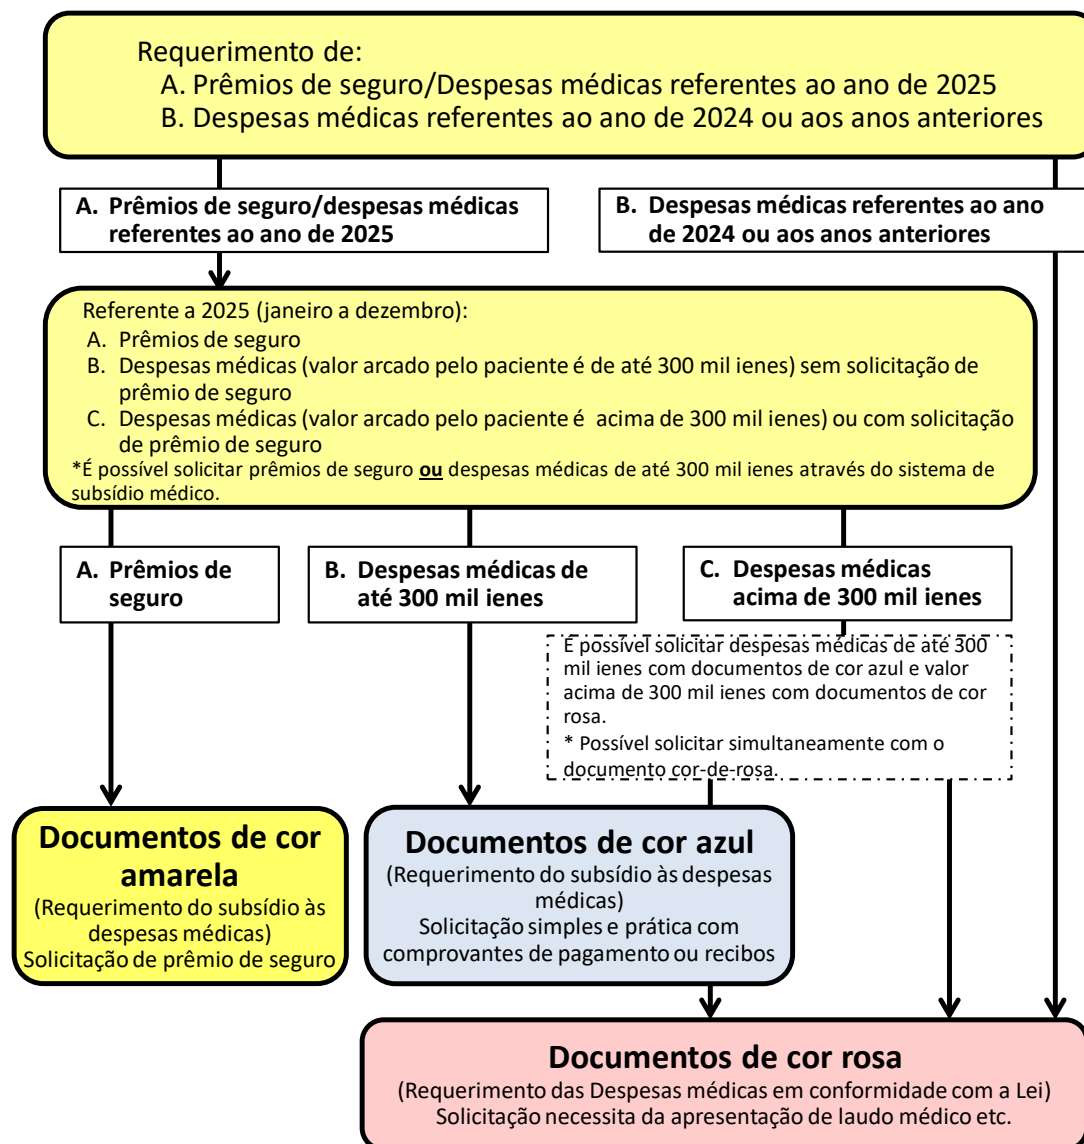 Requerimento de:
A. Prêmios de seguro/Despesas médicas referentes ao ano de 2025
B. Despesas médicas referentes ao ano de 2024 ou aos anos anteriores
A. Prêmios de seguro/despesas médicas
referentes ao ano de 2025
B. Despesas médicas referentes ao ano
de 2024 ou aos anos anteriores
Referente a 2025 (janeiro a dezembro):
A. Prêmios de seguro
B. Despesas médicas (valor arcado pelo paciente é de até 300 mil ienes) sem solicitação de
prêmio de seguro
C. Despesas médicas (valor arcado pelo paciente é acima de 300 mil ienes) ou com solicitação
de prêmio de seguro
*É possível solicitar prêmios de seguro ou despesas médicas de até 300 mil ienes através do sistema de
subsídio médico.
A. Prêmios de
seguro
B. Despesas médicas de
até 300 mil ienes
C. Despesas médicas
acima de 300 mil ienes
É possível solicitar despesas médicas de até 300
mil ienes com documentos de cor azul e valor
acima de 300 mil ienes com documentos de cor
rosa.
* Possível solicitar simultaneamente com o
documento cor-de-rosa.
Documentos de cor
amarela
(Requerimento do subsídio às
despesas médicas)
Solicitação de prêmio de seguro
Documentos de cor azul
(Requerimento do subsídio às despesas
médicas)
Solicitação simples e prática com
comprovantes de pagamento ou recibos
Documentos de cor rosa
(Requerimento das Despesas médicas em conformidade com a Lei)
Solicitação necessita da apresentação de laudo médico etc.